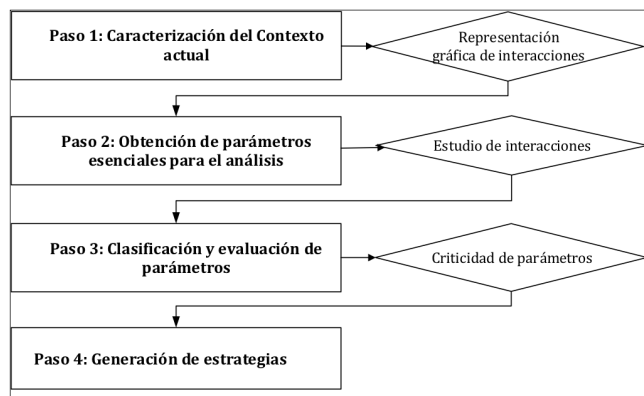 Paso 1: Caracterización del Contexto
actual
Representación
gráfica de interacciones
Paso 2: Obtención de parámetros
esenciales para el análisis
Estudio de interacciones
Paso 3: Clasificación y evaluación de
parámetros
Criticidad de parámetros
Paso 4: Generación de estrategias